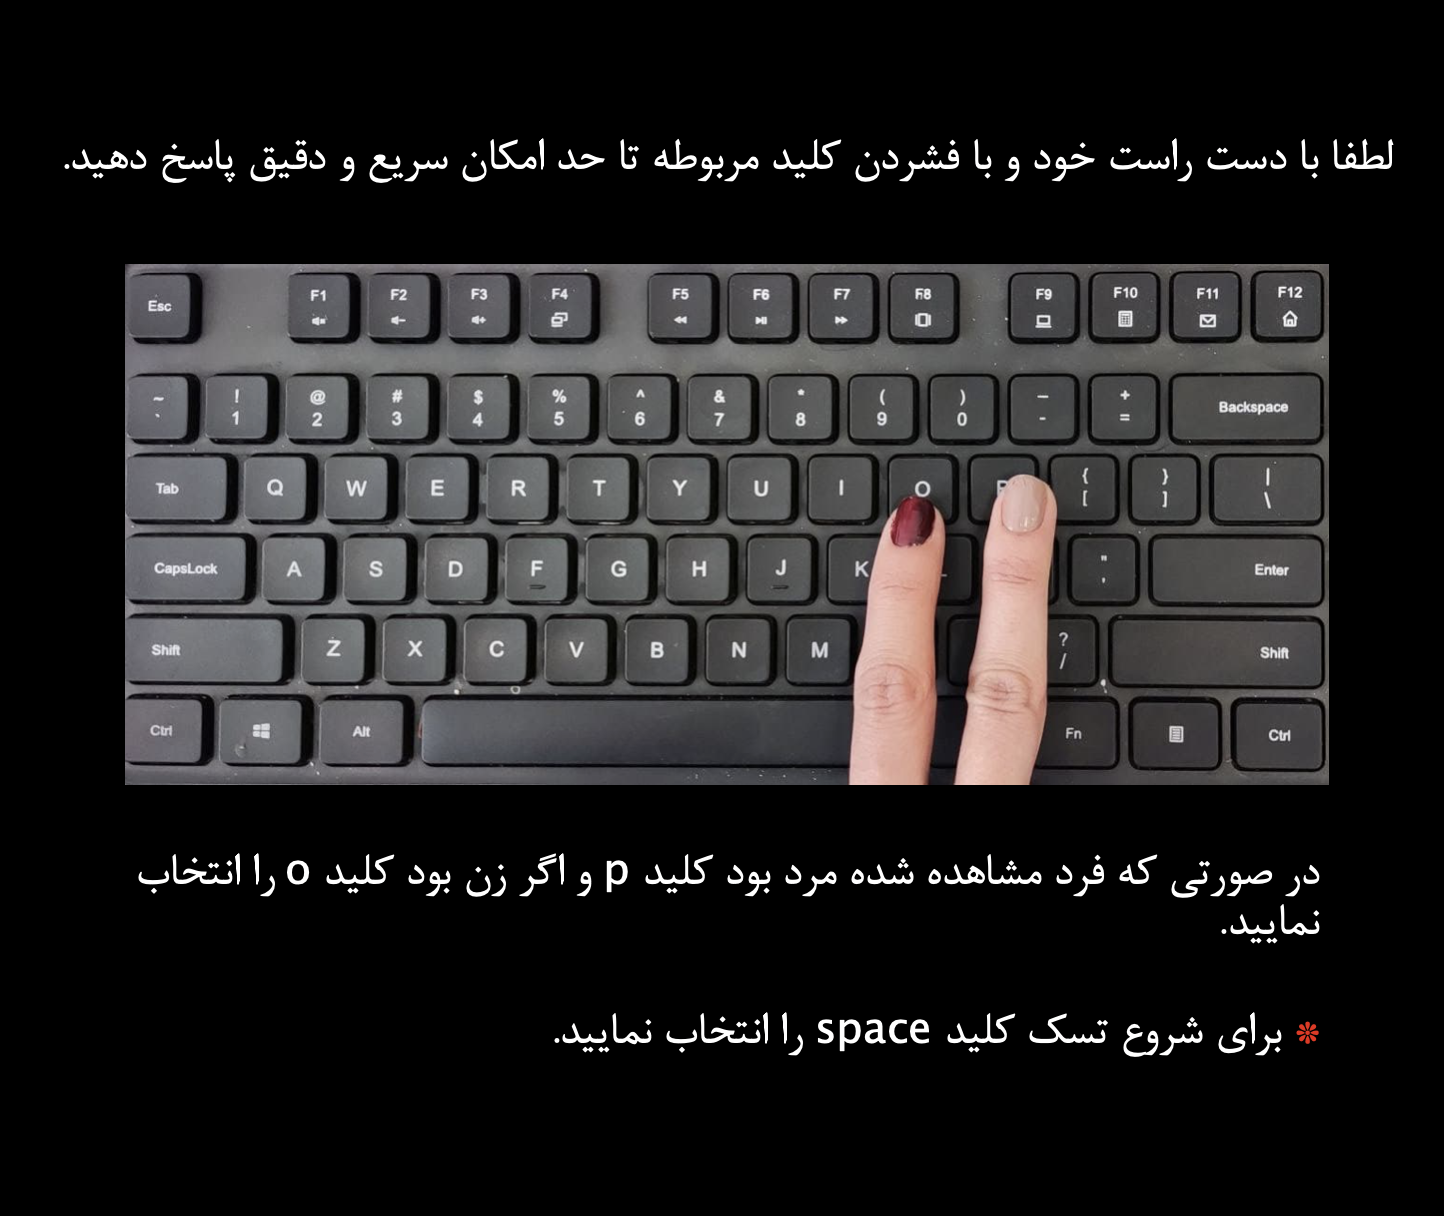 لطفا با دست راست خود و با فشردن کلید مربوطه تا حد امکان سریع و دقیق پاسخ دهید.
Esc F1 F2 F3 F4 F5 F6 F7 F8 F9 F10 F11 F12
~ ! @ # $ % ^ & * ( ) – +
` 1 2 3 4 5 6 7 8 9 0 - = Backspace
Tab Q W E R T Y U I O { } |
[ ] \
CapsLock A S D F G H J K " Enter
'
Shift Z X C V B N M ? Shift
/
Ctrl Alt Fn Ctrl
در صورتی که فرد مشاهده شده مرد بود کلید p و اگر زن بود کلید o را انتخاب
نمایید.
❋ برای شروع تسک کلید space را انتخاب نمایید.